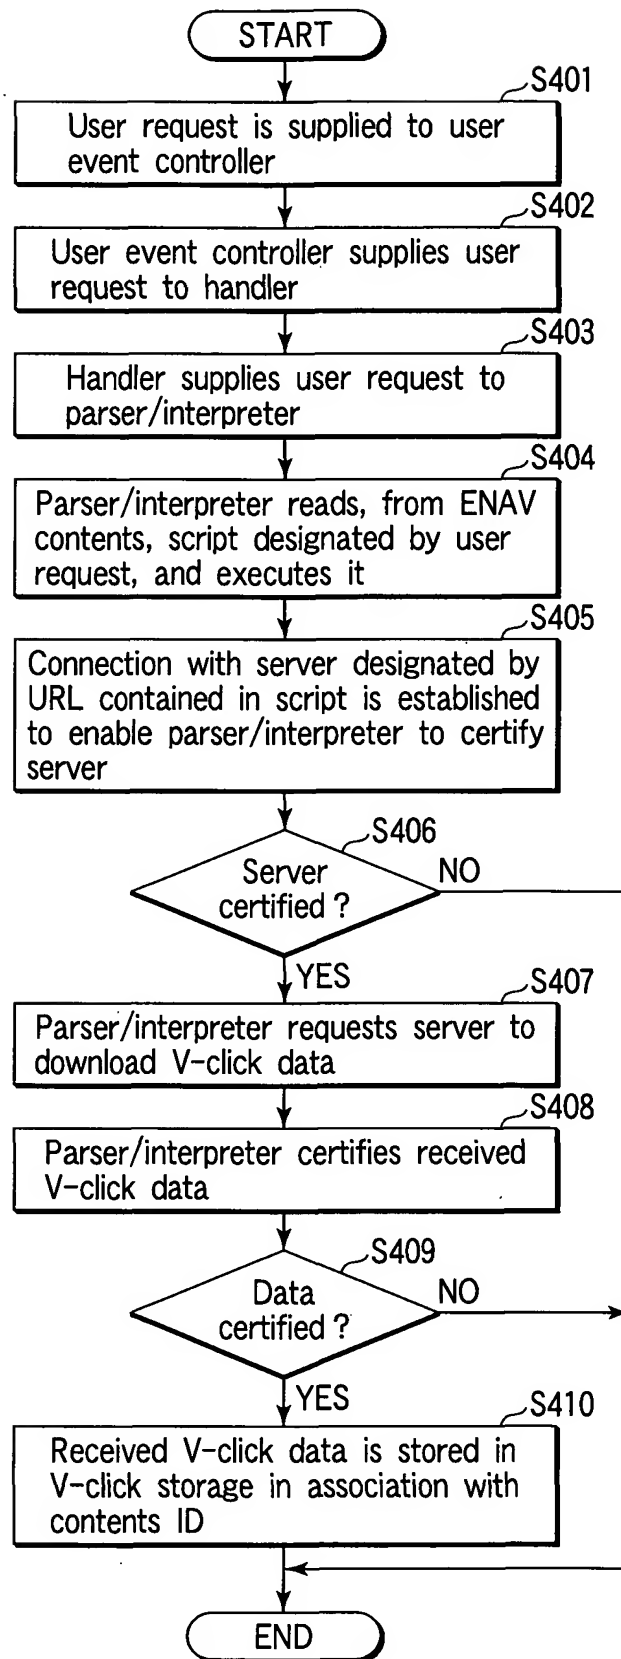 START
S401
User request is supplied to user
event controller
S402
User event controller supplies user
request to handler
S403
Handler supplies user request to
parser/interpreter
S404
Parser/interpreter reads, from ENAV
contents, script designated by user
request, and executes it
S405
Connection with server designated by
URL contained in script is established
to enable parser/interpreter to certify
server
S406
Server
certified ?
NO
YES
S407
Parser/interpreter requests server to
download V-click data
S408
Parser/interpreter certifies received
V-click data
S409
Data
certified ?
NO
YES
S410
Received V-click data is stored in
V-click storage in association with
contents ID
END